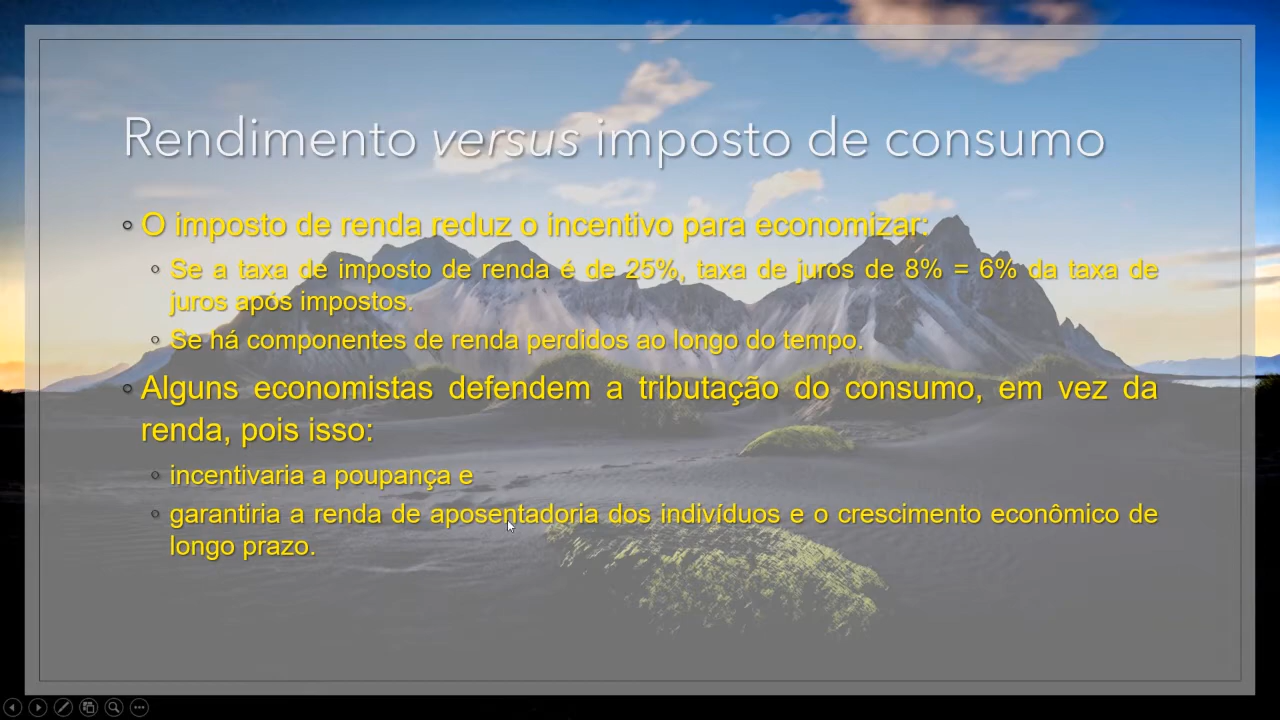 Rendimento versus imposto de consumo
O imposto de renda reduz o incentivo para economizar:
Se a taxa de imposto de renda é de 25%, taxa de juros de 8% = 6% da taxa de
juros após impostos.
Se há componentes de renda perdidos ao longo do tempo.
Alguns economistas defendem a tributação do consumo, em vez da
renda, pois isso:
incentivaria a poupança e
garantiria a renda de aposentadoria dos indivíduos e o crescimento econômico de
longo prazo.